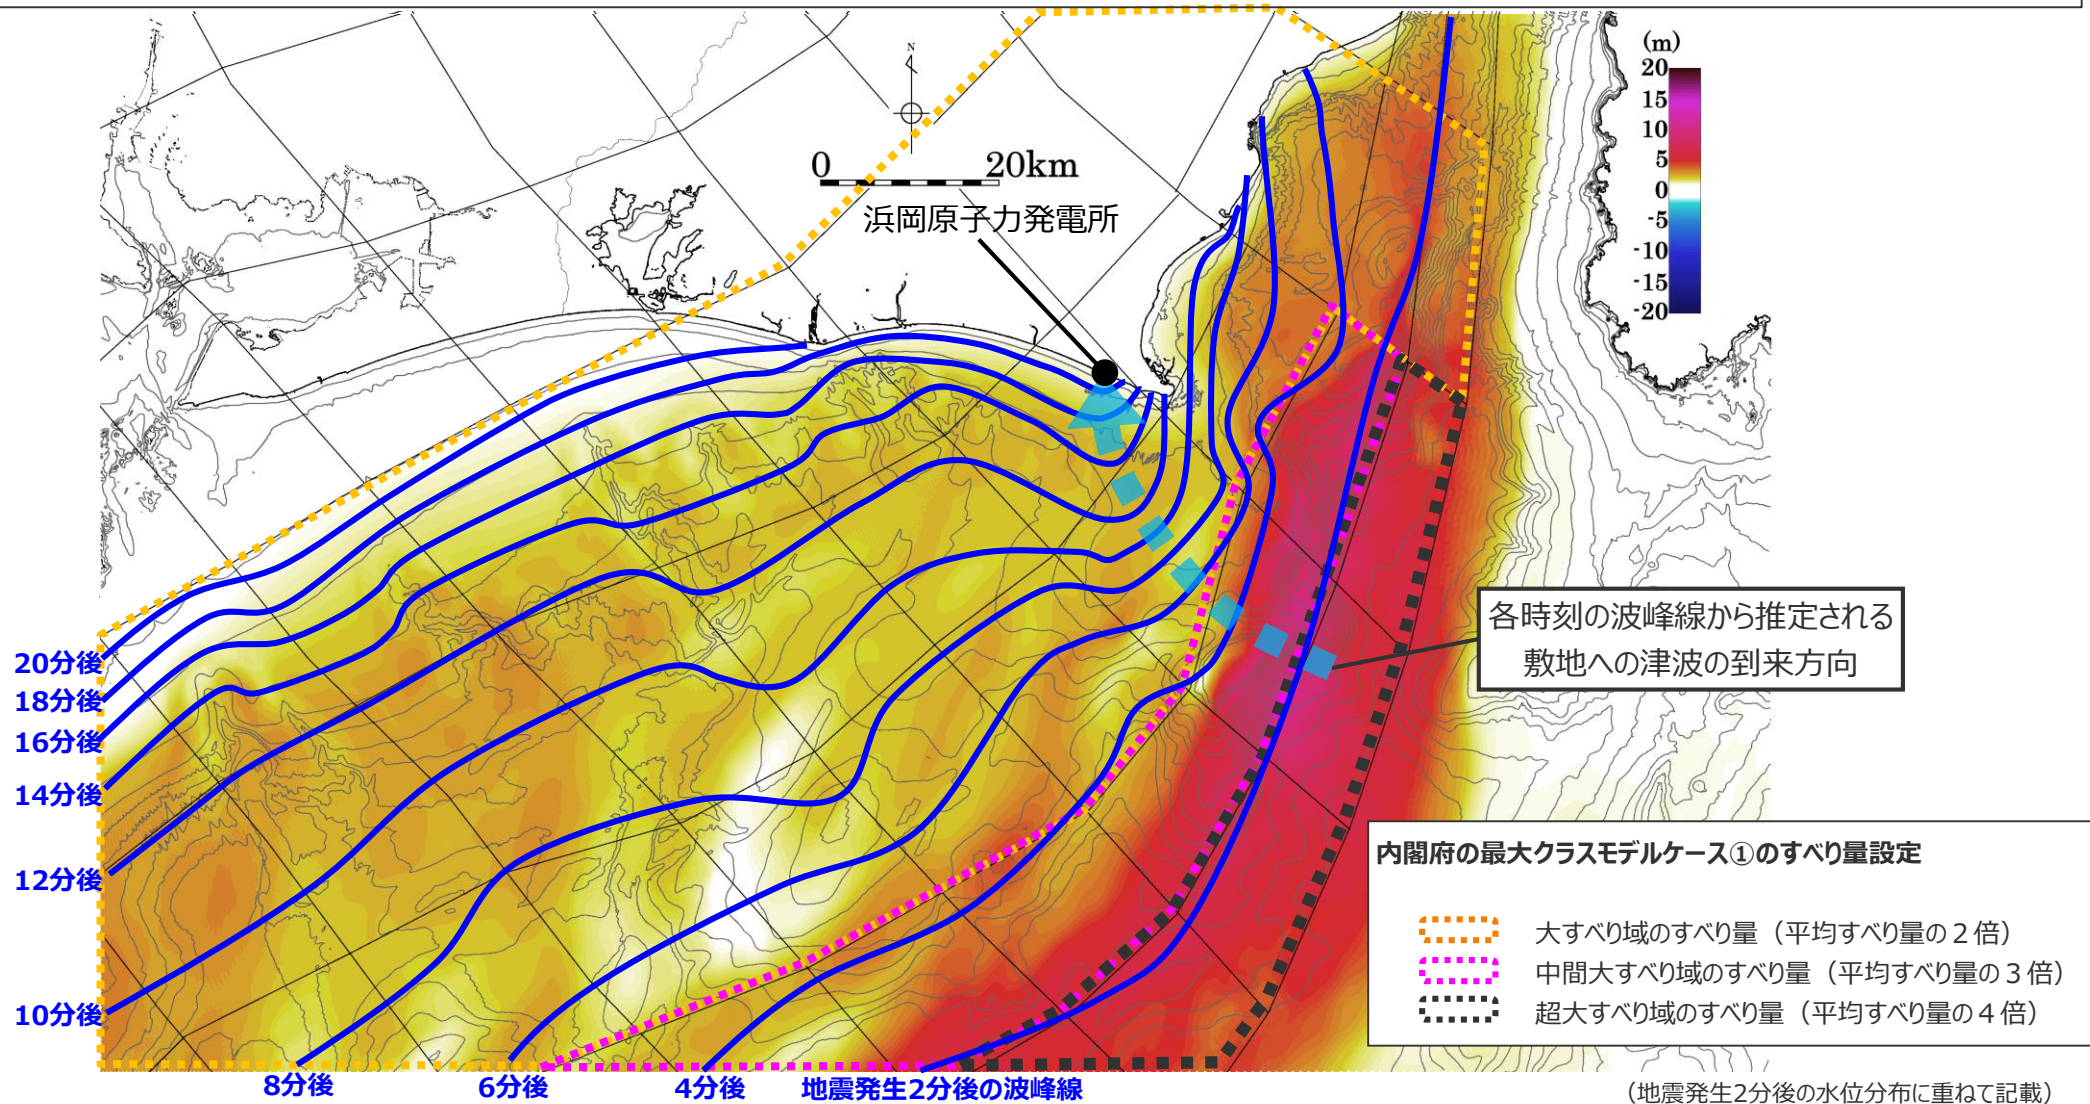 N
(m)
20
15
10
5
0
-5
-10
-15
-20
0 20km
浜岡原子力発電所
各時刻の波峰線から推定される
敷地への津波の到来方向
20分後
18分後
16分後
14分後
12分後
10分後
8分後
6分後
4分後
地震発生2分後の波峰線
内閣府の最大クラスモデルケース①のすべり量設定
大すべり域のすべり量（平均すべり量の２倍）
中間大すべり域のすべり量（平均すべり量の３倍）
超大すべり域のすべり量（平均すべり量の４倍）
（地震発生2分後の水位分布に重ねて記載）